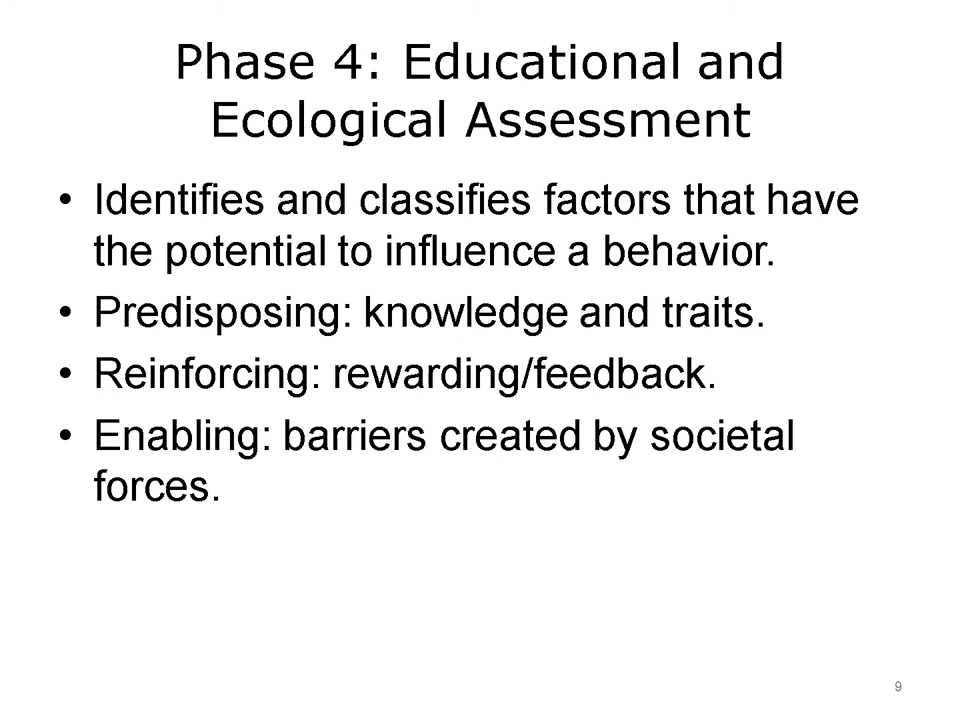 Phase 4: Educational and
Ecological Assessment
• Identifies and classifies factors that have
the potential to influence a behavior.
• Predisposing: knowledge and traits.
• Reinforcing: rewarding/feedback.
• Enabling: barriers created by societal
forces.
9